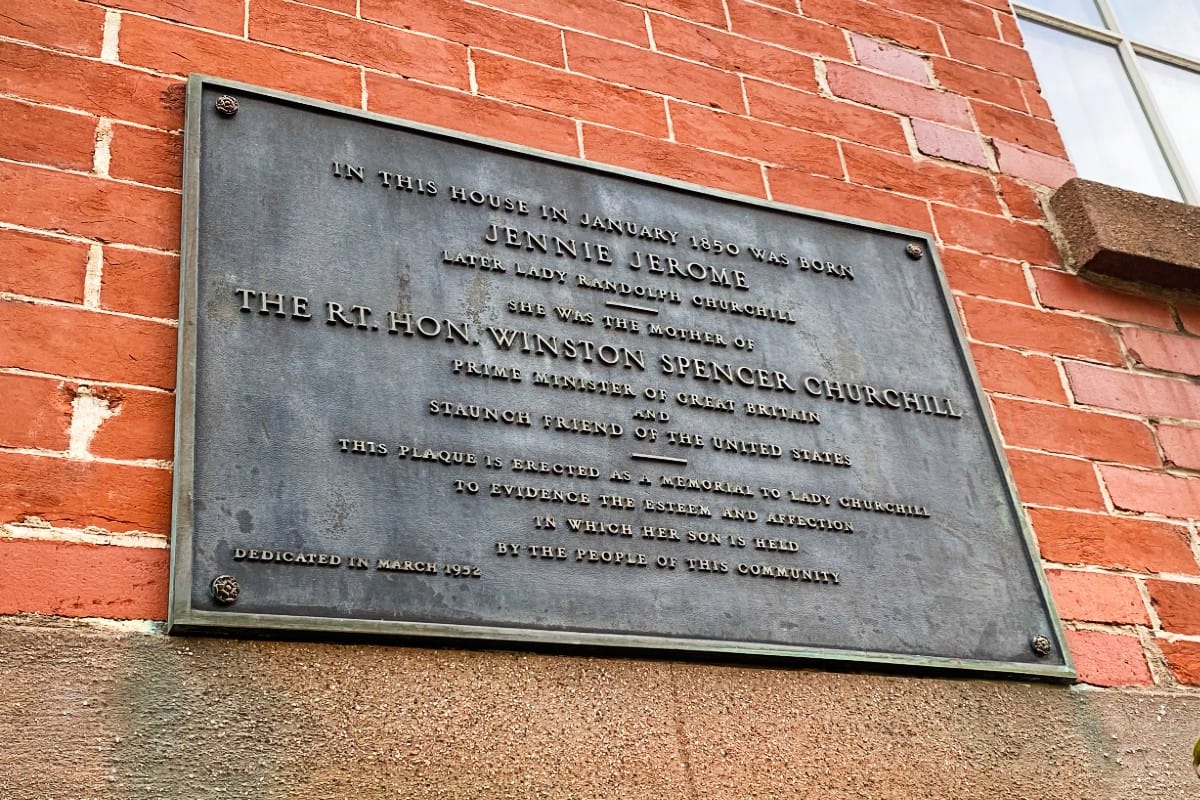 IN THIS HOUSE IN JANUARY 1850 WAS BORN
JENNIE JEROME
LATER LADY RANDOLPH CHURCHILL
SHE WAS THE MOTHER OF
THE RT. HON. WINSTON SPENCER CHURCHILL
PRIME MINISTER OF GREAT BRITAIN
AND
STAUNCH FRIEND OF THE UNITED STATES
THIS PLAQUE IS ERECTED AS A MEMORIAL TO LADY CHURCHILL
TO EVIDENCE THE ESTEEM AND AFFECTION
IN WHICH HER SON IS HELD
BY THE PEOPLE OF THIS COMMUNITY
DEDICATED IN MARCH 1952